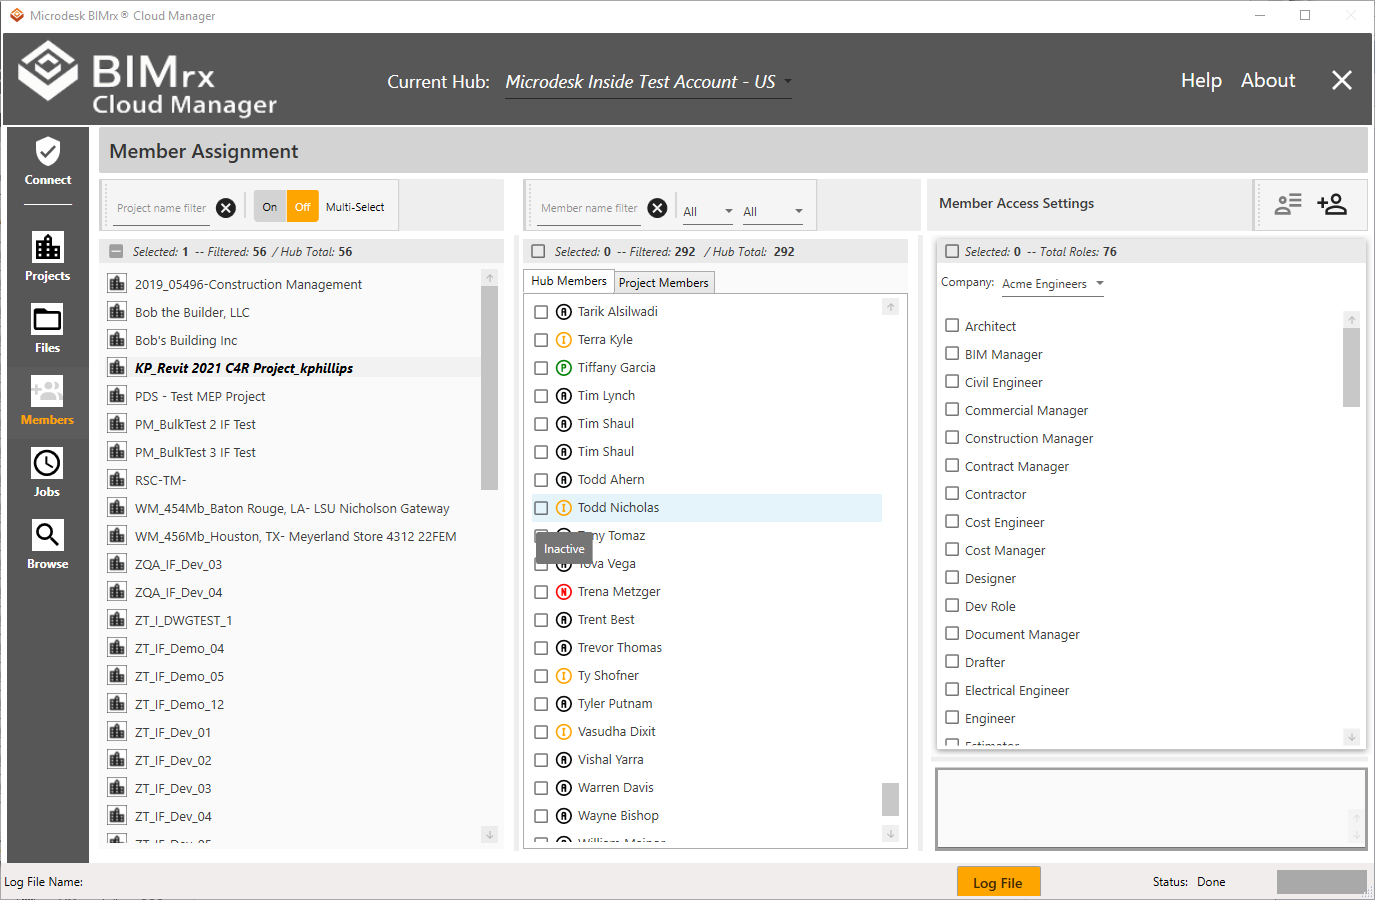 Microdesk BIMrx® Cloud Manager
BIMrx
Cloud Manager
Current Hub: Microdesk Inside Test Account - US
Help About
Connect
Projects
Files
Members
Jobs
Browse
Member Assignment
Project name filter
On Off Multi-Select
Selected: 1 -- Filtered: 56 / Hub Total: 56
2019_05496-Construction Management
Bob the Builder, LLC
Bob's Building Inc
KP_Revit 2021 C4R Project_kphillips
PDS - Test MEP Project
PM_BulkTest 2 IF Test
PM_BulkTest 3 IF Test
RSC-TM-
WM_454Mb_Baton Rouge, LA- LSU Nicholson Gateway
WM_456Mb_Houston, TX- Meyerland Store 4312 22FEM
ZQA_IF_Dev_03
ZQA_IF_Dev_04
ZT_I_DWGTEST_1
ZT_IF_Demo_04
ZT_IF_Demo_05
ZT_IF_Demo_12
ZT_IF_Dev_01
ZT_IF_Dev_02
ZT_IF_Dev_03
ZT_IF_Dev_04
Member name filter
All All
Selected: 0 -- Filtered: 292 / Hub Total: 292
Hub Members Project Members
A Tarik Alsilwadi
I Terra Kyle
P Tiffany Garcia
A Tim Lynch
A Tim Shaul
A Tim Shaul
A Todd Ahern
I Todd Nicholas
Inactive
Tomaz
Vega
N Trena Metzger
A Trent Best
A Trevor Thomas
I Ty Shofner
A Tyler Putnam
I Vasudha Dixit
A Vishal Yarra
A Warren Davis
A Wayne Bishop
Member Access Settings
Selected: 0 -- Total Roles: 76
Company: Acme Engineers
Architect
BIM Manager
Civil Engineer
Commercial Manager
Construction Manager
Contract Manager
Contractor
Cost Engineer
Cost Manager
Designer
Dev Role
Document Manager
Drafter
Electrical Engineer
Engineer
Log File Name:
Log File
Status: Done